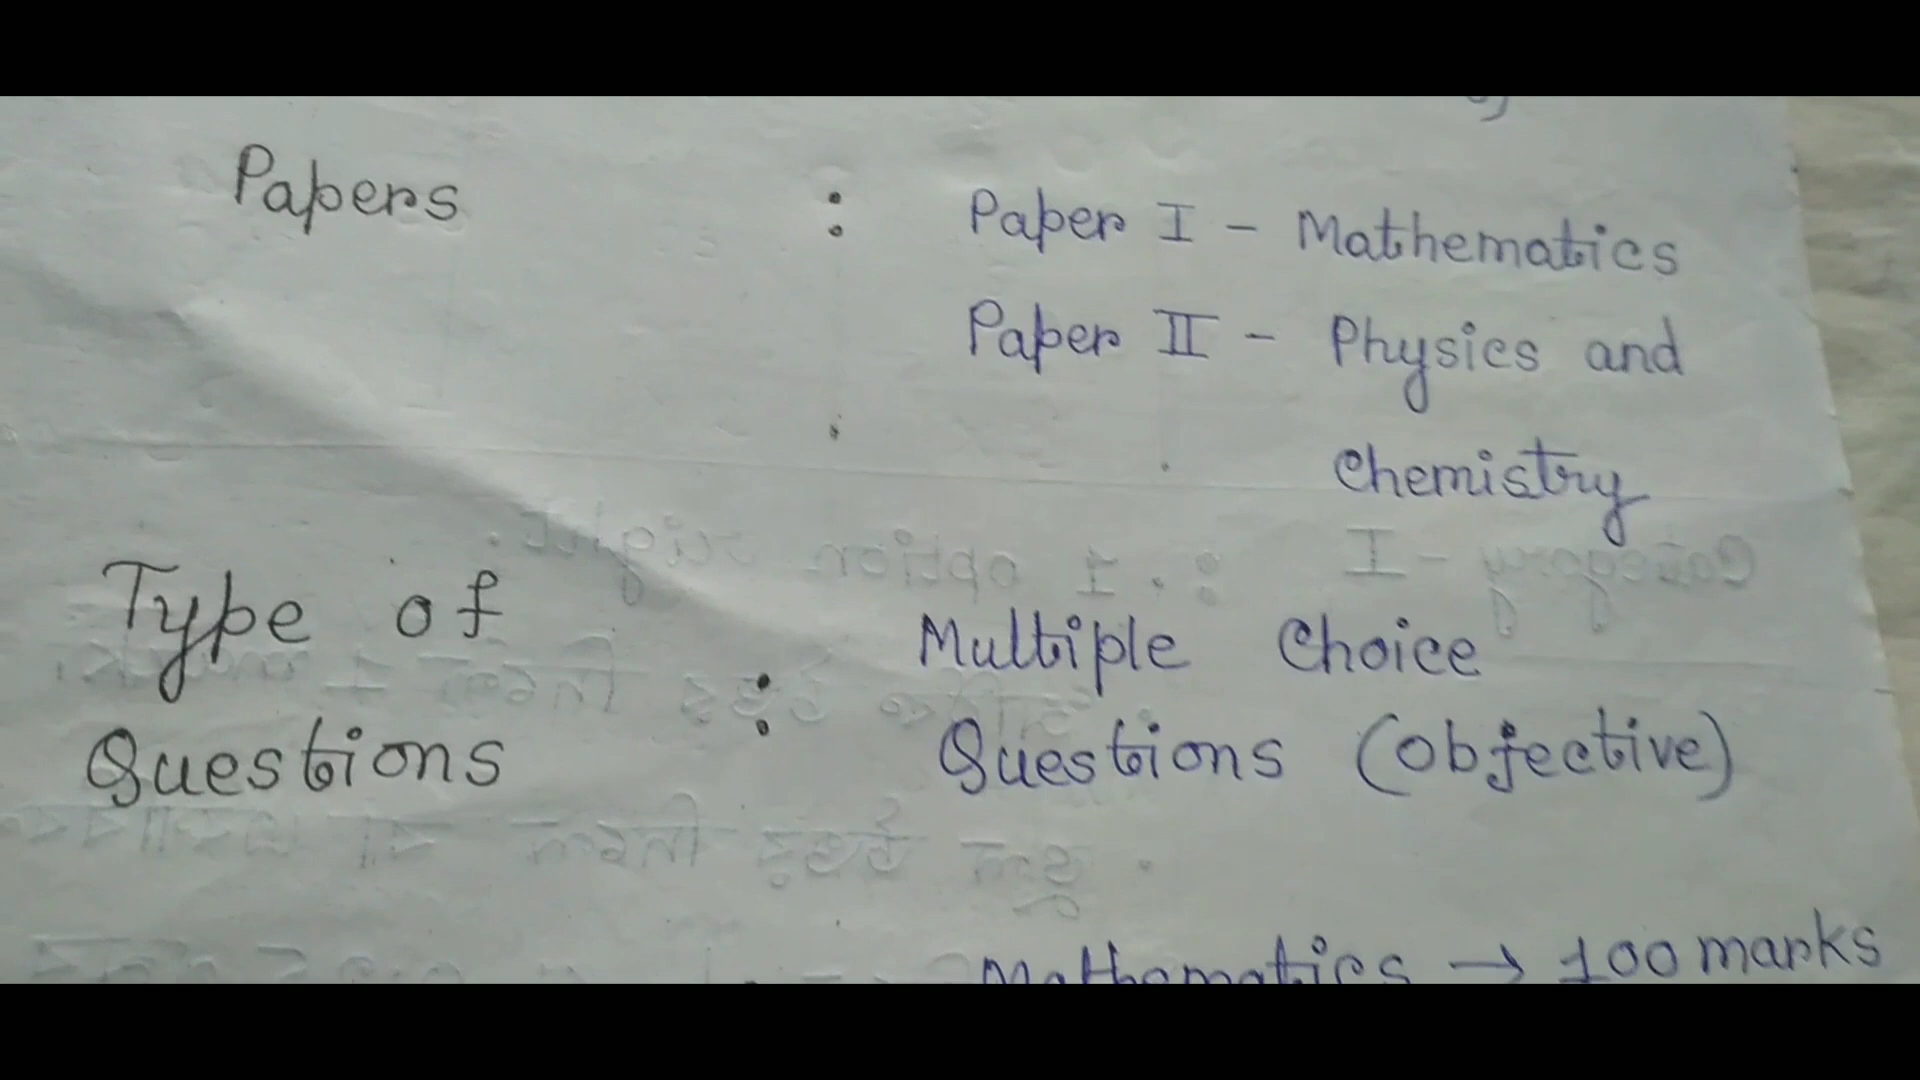 Papers : Paper I - Mathematics
Paper II - Physics and
Chemistry
Type of
Questions : Multiple Choice
Questions (objective)
Mathematics → 100 marks